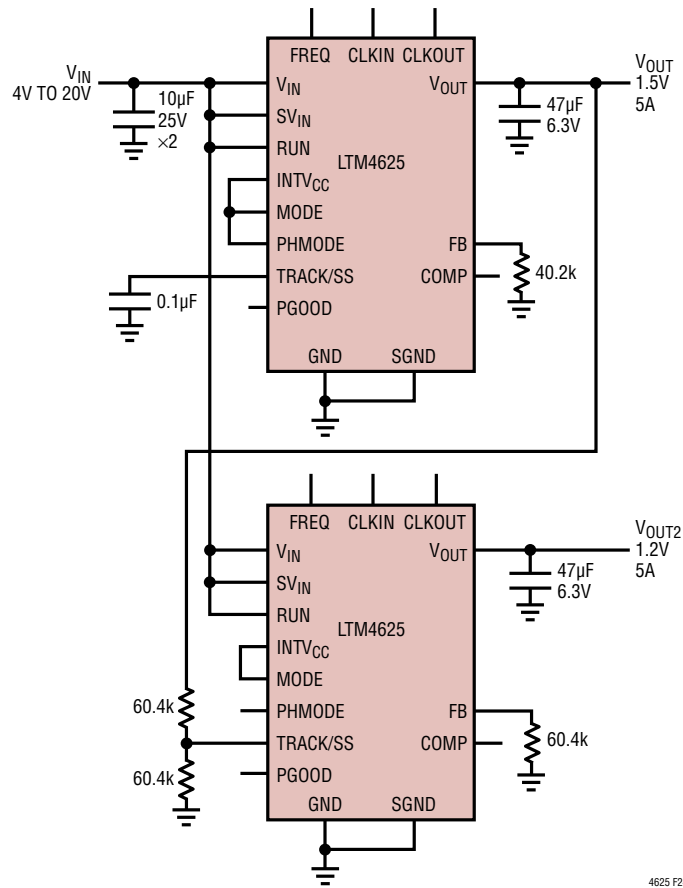 FREQ CLKIN CLKOUT
VIN
4V TO 20V
10µF
25V
×2
VIN
SVIN
RUN
INTVCC
MODE
PHMODE
TRACK/SS
PGOOD
LTM4625
VOUT
FB
COMP
GND SGND
0.1µF
47µF
6.3V
VOUT
1.5V
5A
40.2k
FREQ CLKIN CLKOUT
VIN
SVIN
RUN
INTVCC
MODE
PHMODE
TRACK/SS
PGOOD
LTM4625
VOUT
FB
COMP
GND SGND
47µF
6.3V
VOUT2
1.2V
5A
60.4k
60.4k
60.4k
4625 F25